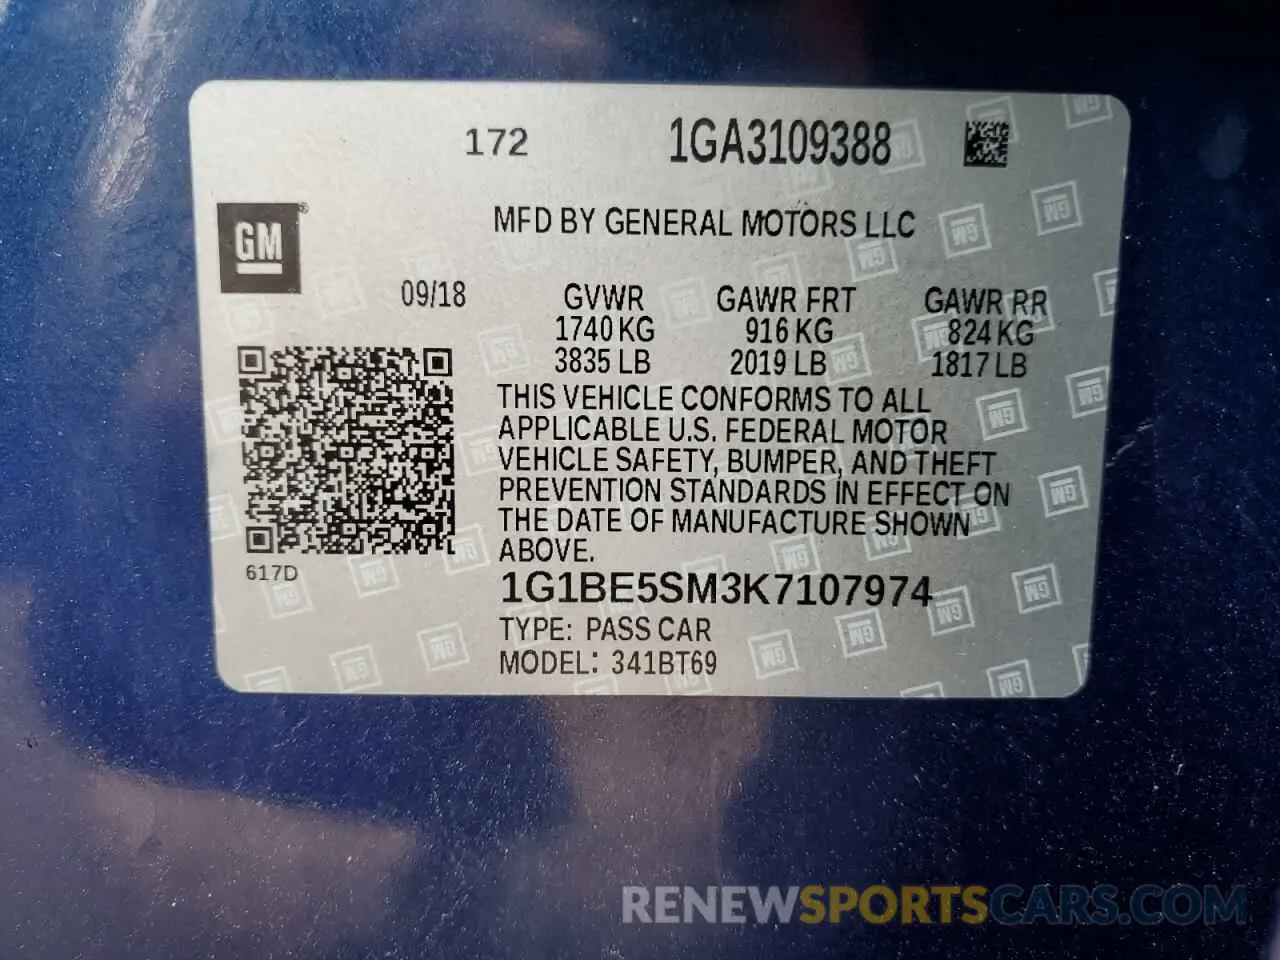 172 1GA3109388
GM®
MFD BY GENERAL MOTORS LLC
09/18 GVWR GAWR FRT GAWR RR
1740 KG 916 KG 824 KG
3835 LB 2019 LB 1817 LB
THIS VEHICLE CONFORMS TO ALL
APPLICABLE U.S. FEDERAL MOTOR
VEHICLE SAFETY, BUMPER, AND THEFT
PREVENTION STANDARDS IN EFFECT ON
THE DATE OF MANUFACTURE SHOWN
ABOVE.
617D
1G1BE5SM3K7107974
TYPE: PASS CAR
MODEL: 341BT69
RENEWSPORTSCARS.COM